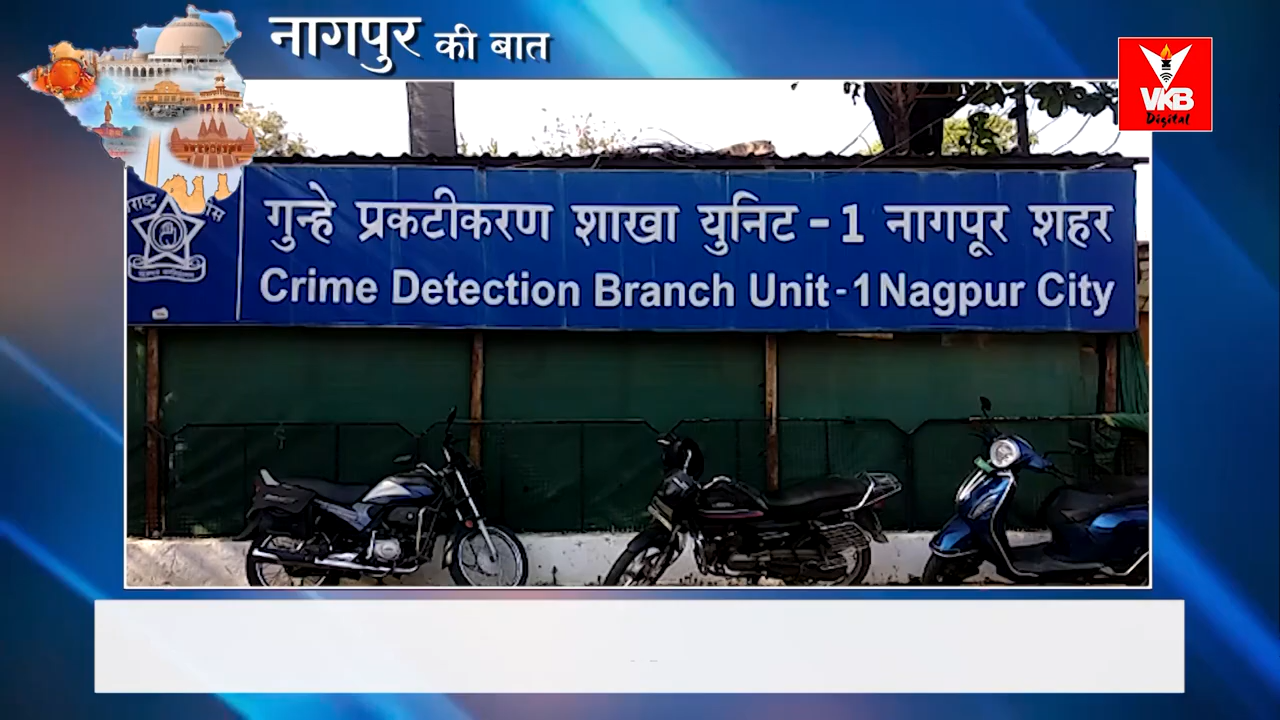 नागपुर की बात
VKB
Digital
गुन्हे प्रकटीकरण शाखा युनिट - 1 नागपूर शहर
Crime Detection Branch Unit - 1 Nagpur City